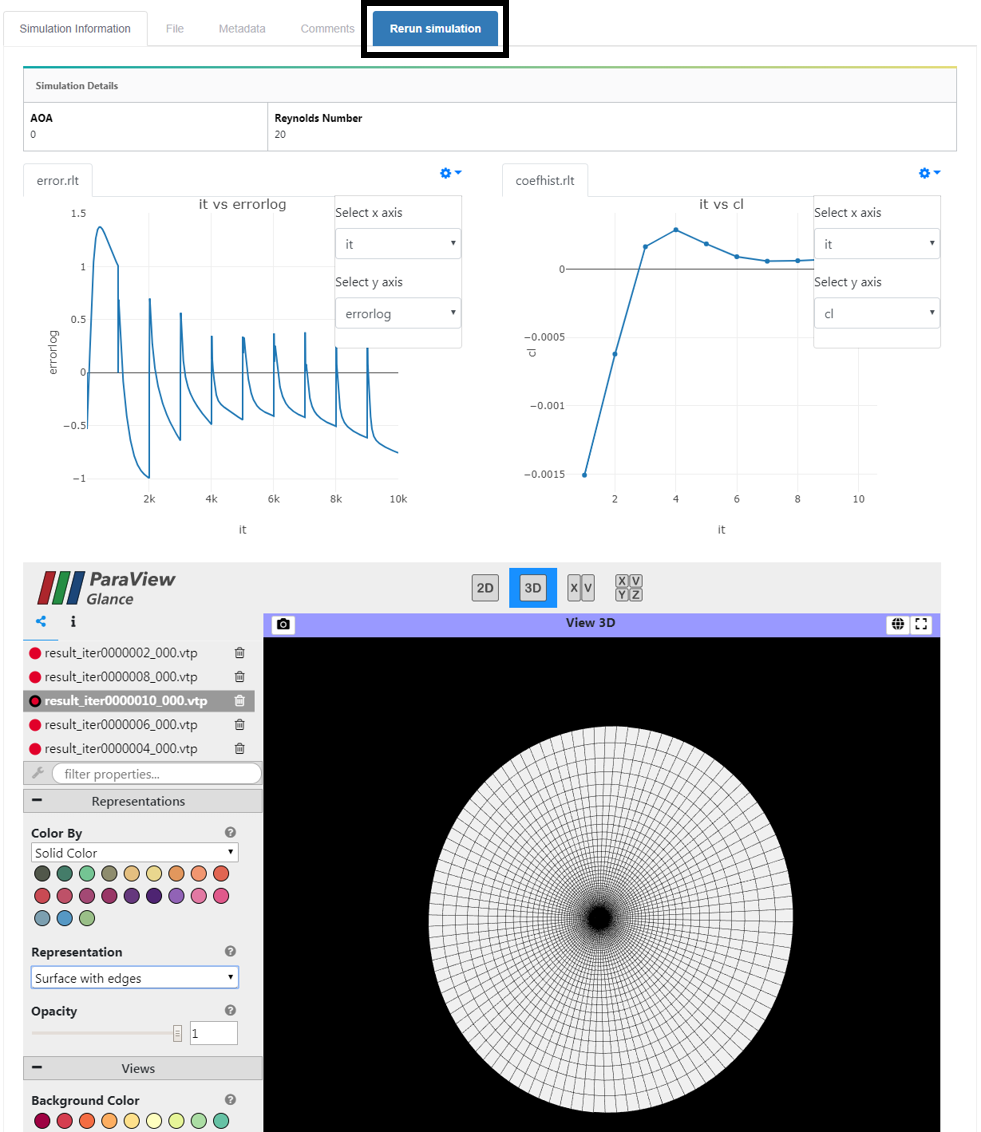 Simulation Information File Metadata Comments Rerun simulation
Simulation Details
AOA Reynolds Number
0 20
error.rlt
it vs errorlog
Select x axis
it
Select y axis
errorlog
1.5
1
0.5
0
−0.5
−1
errorlog
2k 4k 6k 8k 10k
it
coefhist.rlt
it vs cl
Select x axis
it
Select y axis
cl
0
−0.0005
−0.001
−0.0015
cl
2 4 6 8 10
it
ParaView
Glance
2D 3D X V X V
Y Z
i
View 3D
result_iter0000002_000.vtp
result_iter0000008_000.vtp
result_iter0000010_000.vtp
result_iter0000006_000.vtp
result_iter0000004_000.vtp
filter properties...
Representations
Color By ?
Solid Color
Representation ?
Surface with edges
Opacity ?
1
Views
Background Color ?